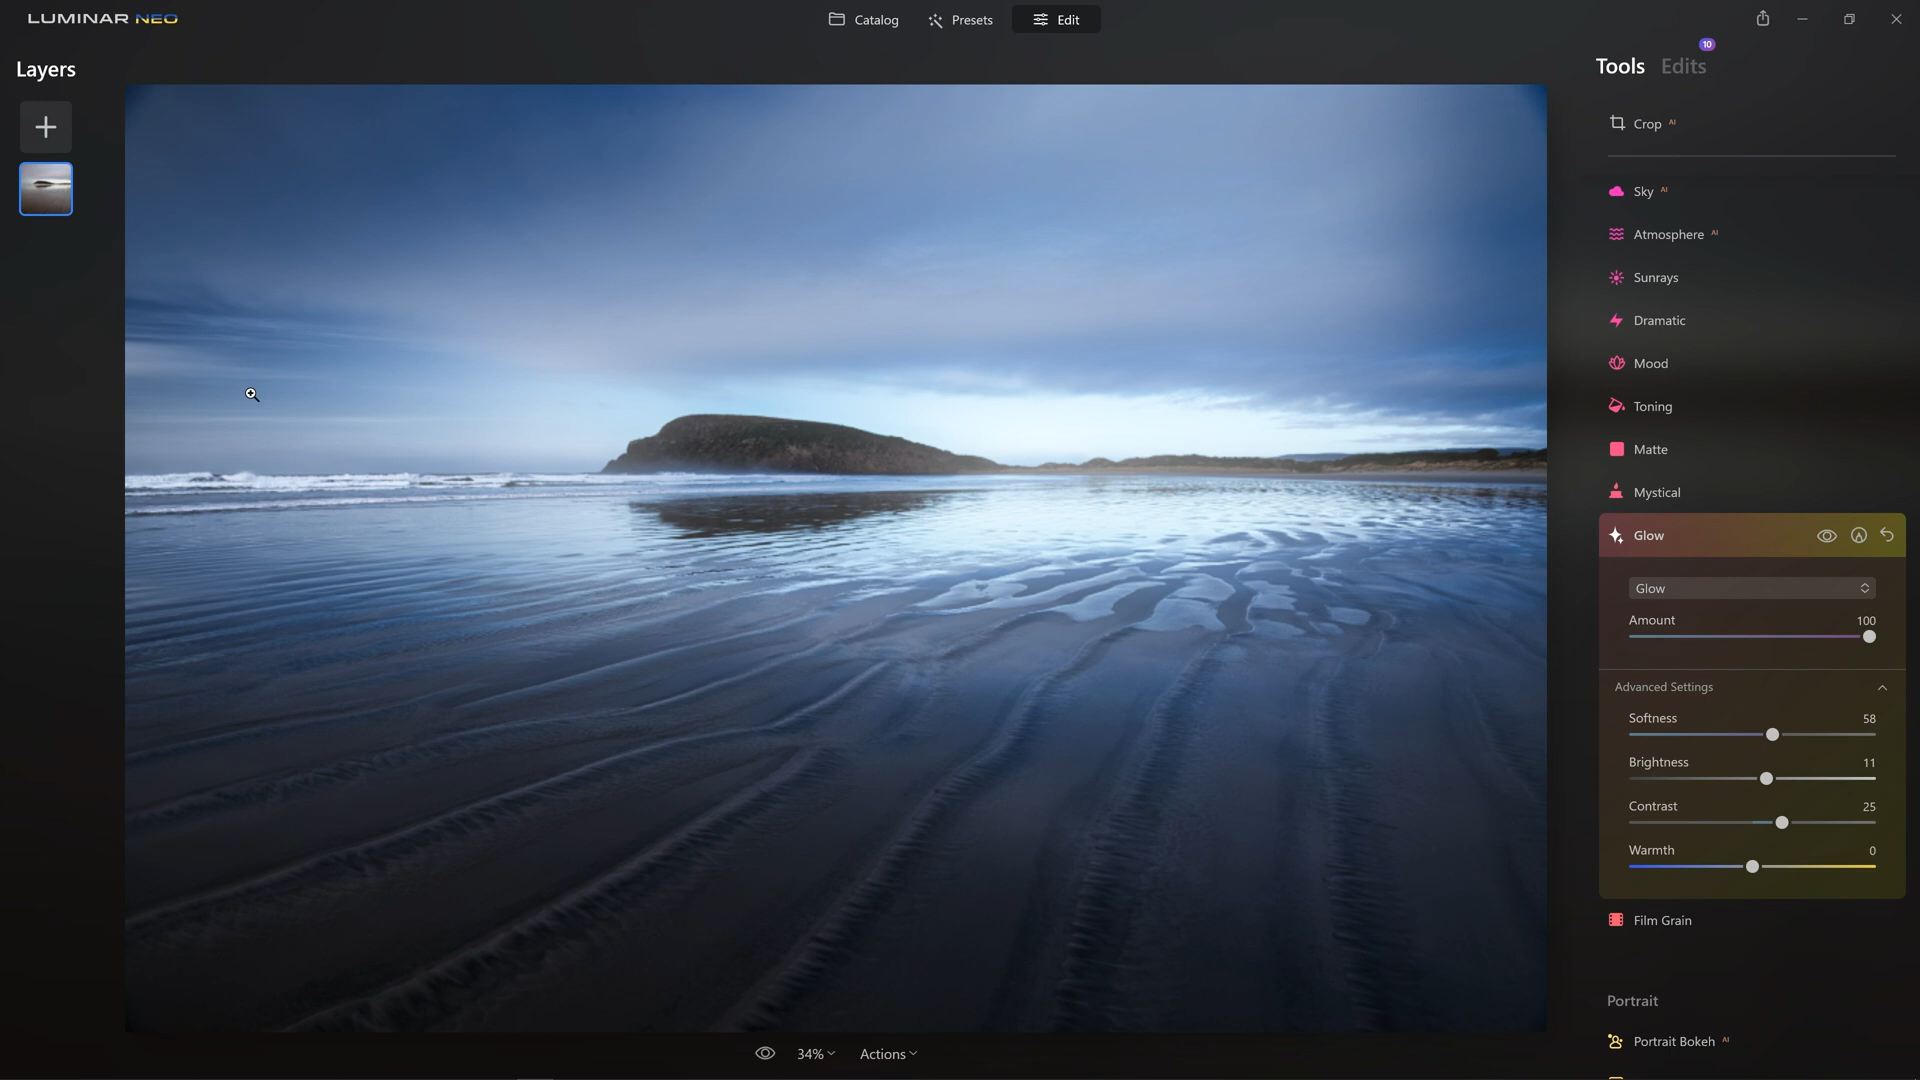 LUMINAR NEO
Catalog
Presets
Edit
Layers
10
Tools Edits
Crop AI
Sky AI
Atmosphere AI
Sunrays
Dramatic
Mood
Toning
Matte
Mystical
Glow
Glow
Amount 100
Advanced Settings
Softness 58
Brightness 11
Contrast 25
Warmth 0
Film Grain
Portrait
Portrait Bokeh AI
34%
Actions